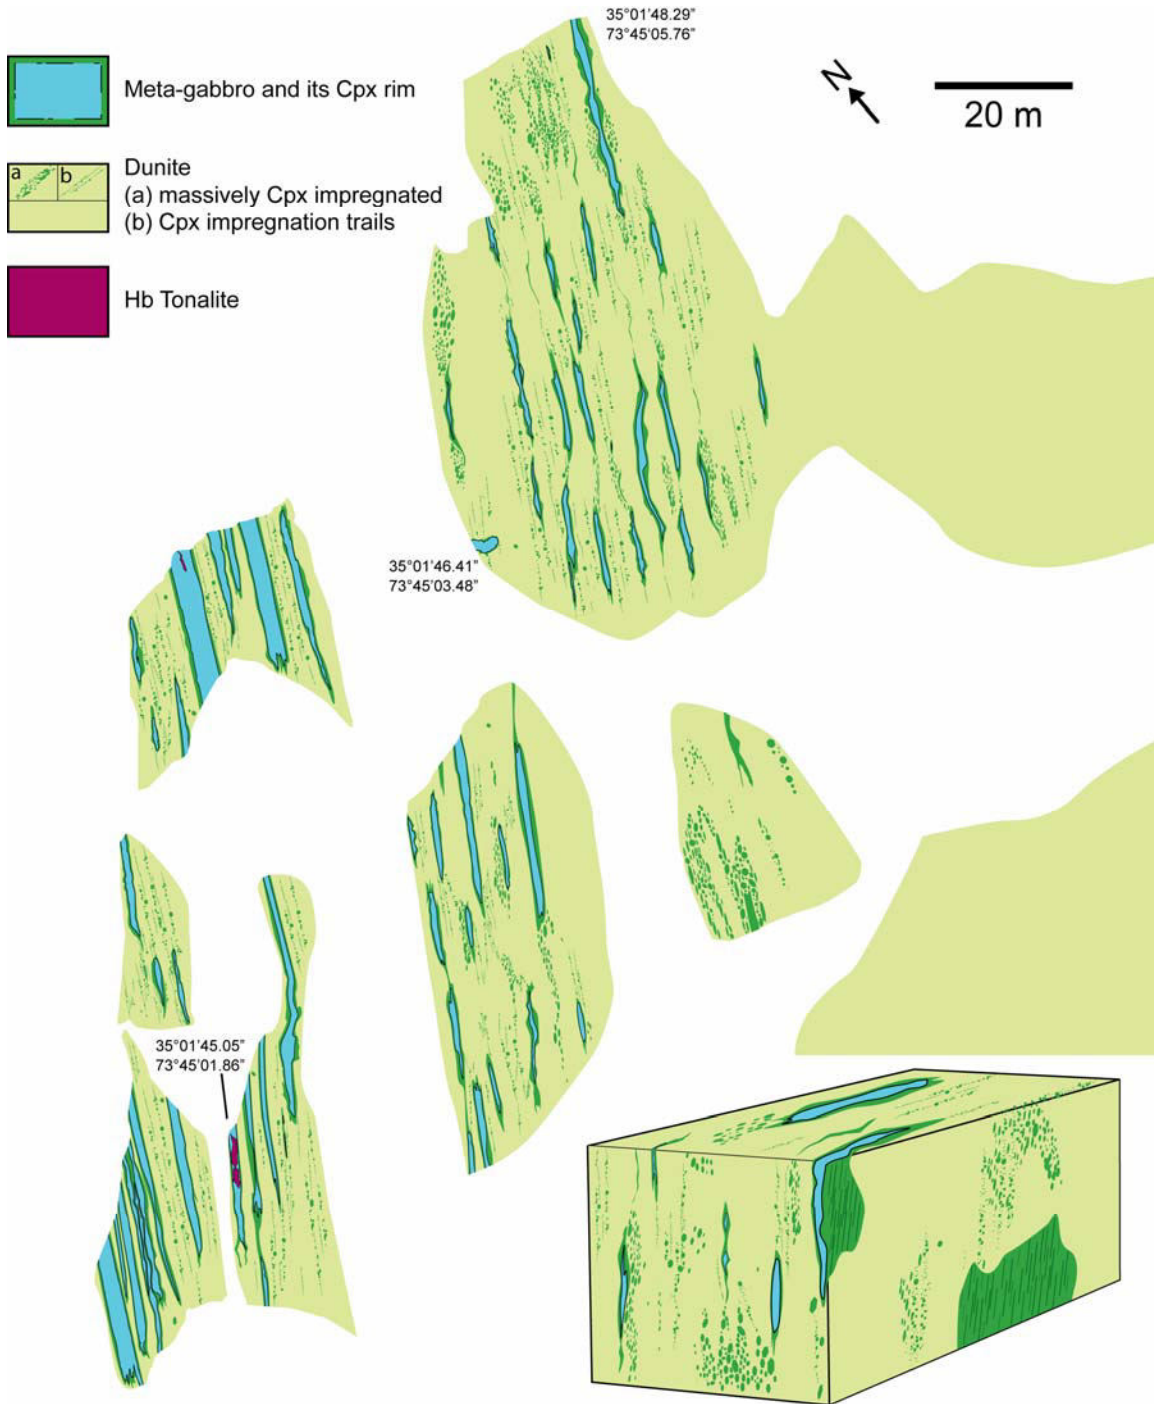 35°01'48.29"
73°45'05.76"
N
20 m
Meta-gabbro and its Cpx rim
a b
Dunite
(a) massively Cpx impregnated
(b) Cpx impregnation trails
Hb Tonalite
35°01'46.41"
73°45'03.48"
35°01'45.05"
73°45'01.86"